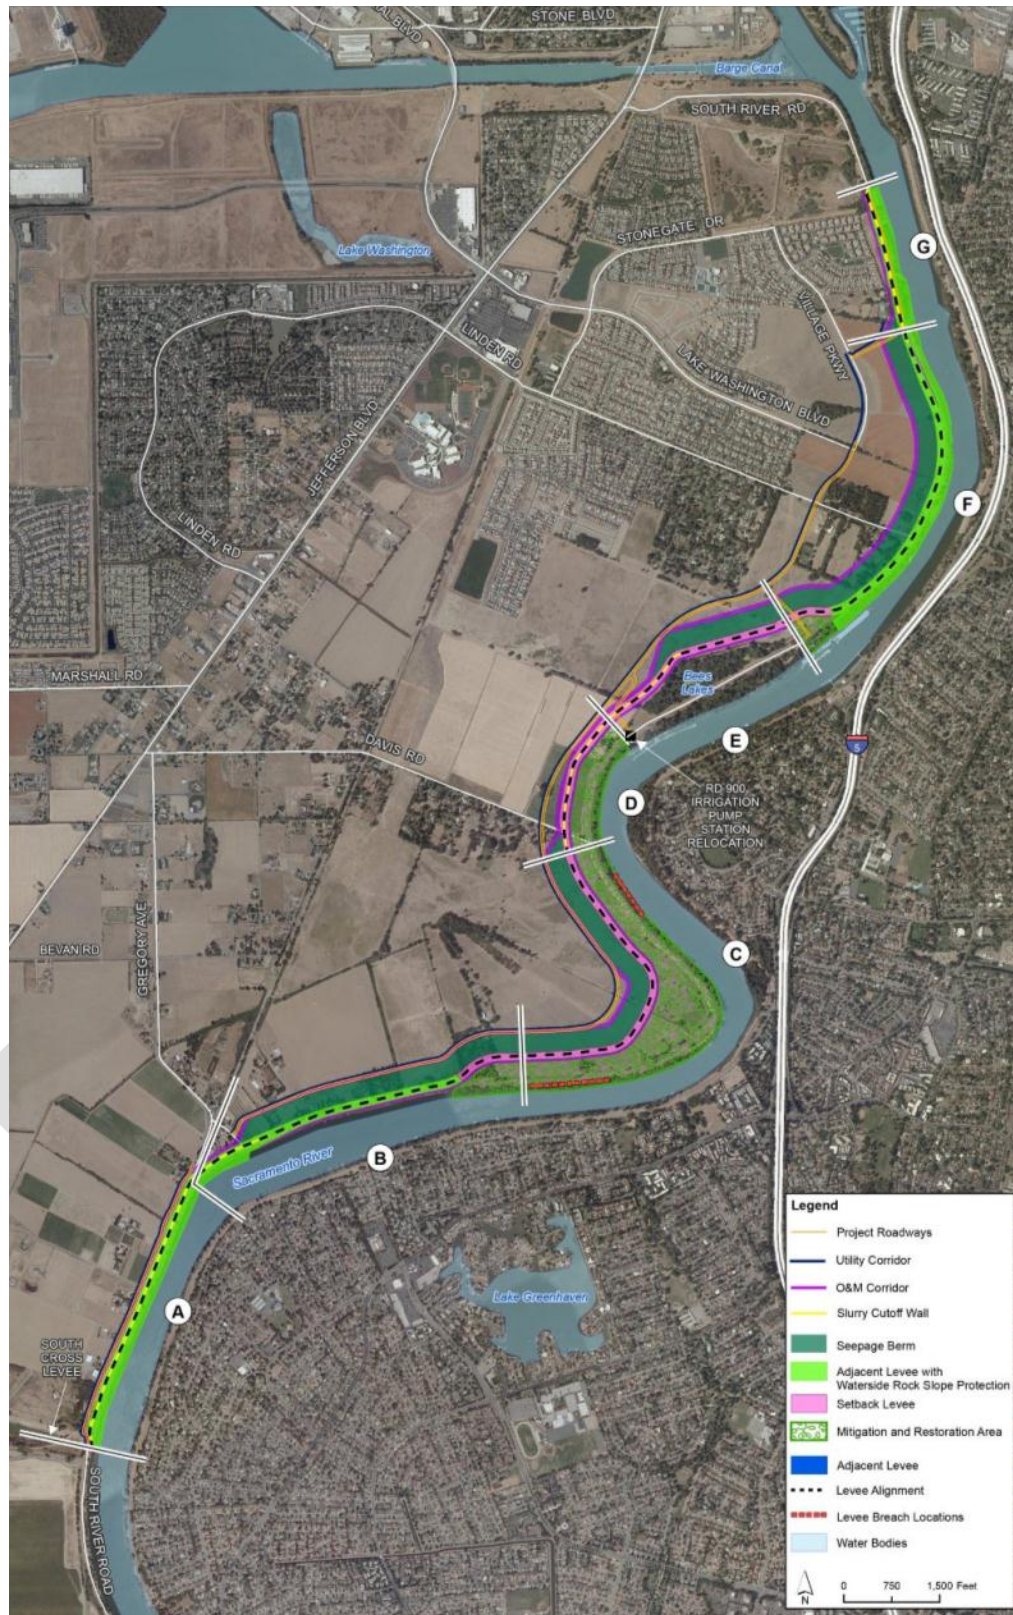 STONE BLVD
AL BLVD
Barge Canal
SOUTH RIVER RD
STONEGATE DR
Lake Washington
G
VILLAGE PKWY
LINDEN RD
LAKE WASHINGTON BLVD
JEFFERSON BLVD
F
LINDEN RD
MARSHALL RD
Bees
Lakes
DAVIS RD
E
5
D
RD 900
IRRIGATION
PUMP
STATION
RELOCATION
GREGORY AVE
BEVAN RD
C
Sacramento River
B
A
Lake Greenhaven
SOUTH
CROSS
LEVEE
SOUTH RIVER ROAD
Legend
Project Roadways
Utility Corridor
O&M Corridor
Slurry Cutoff Wall
Seepage Berm
Adjacent Levee with
Waterside Rock Slope Protection
Setback Levee
Mitigation and Restoration Area
Adjacent Levee
Levee Alignment
Levee Breach Locations
Water Bodies
N
0 750 1,500 Feet